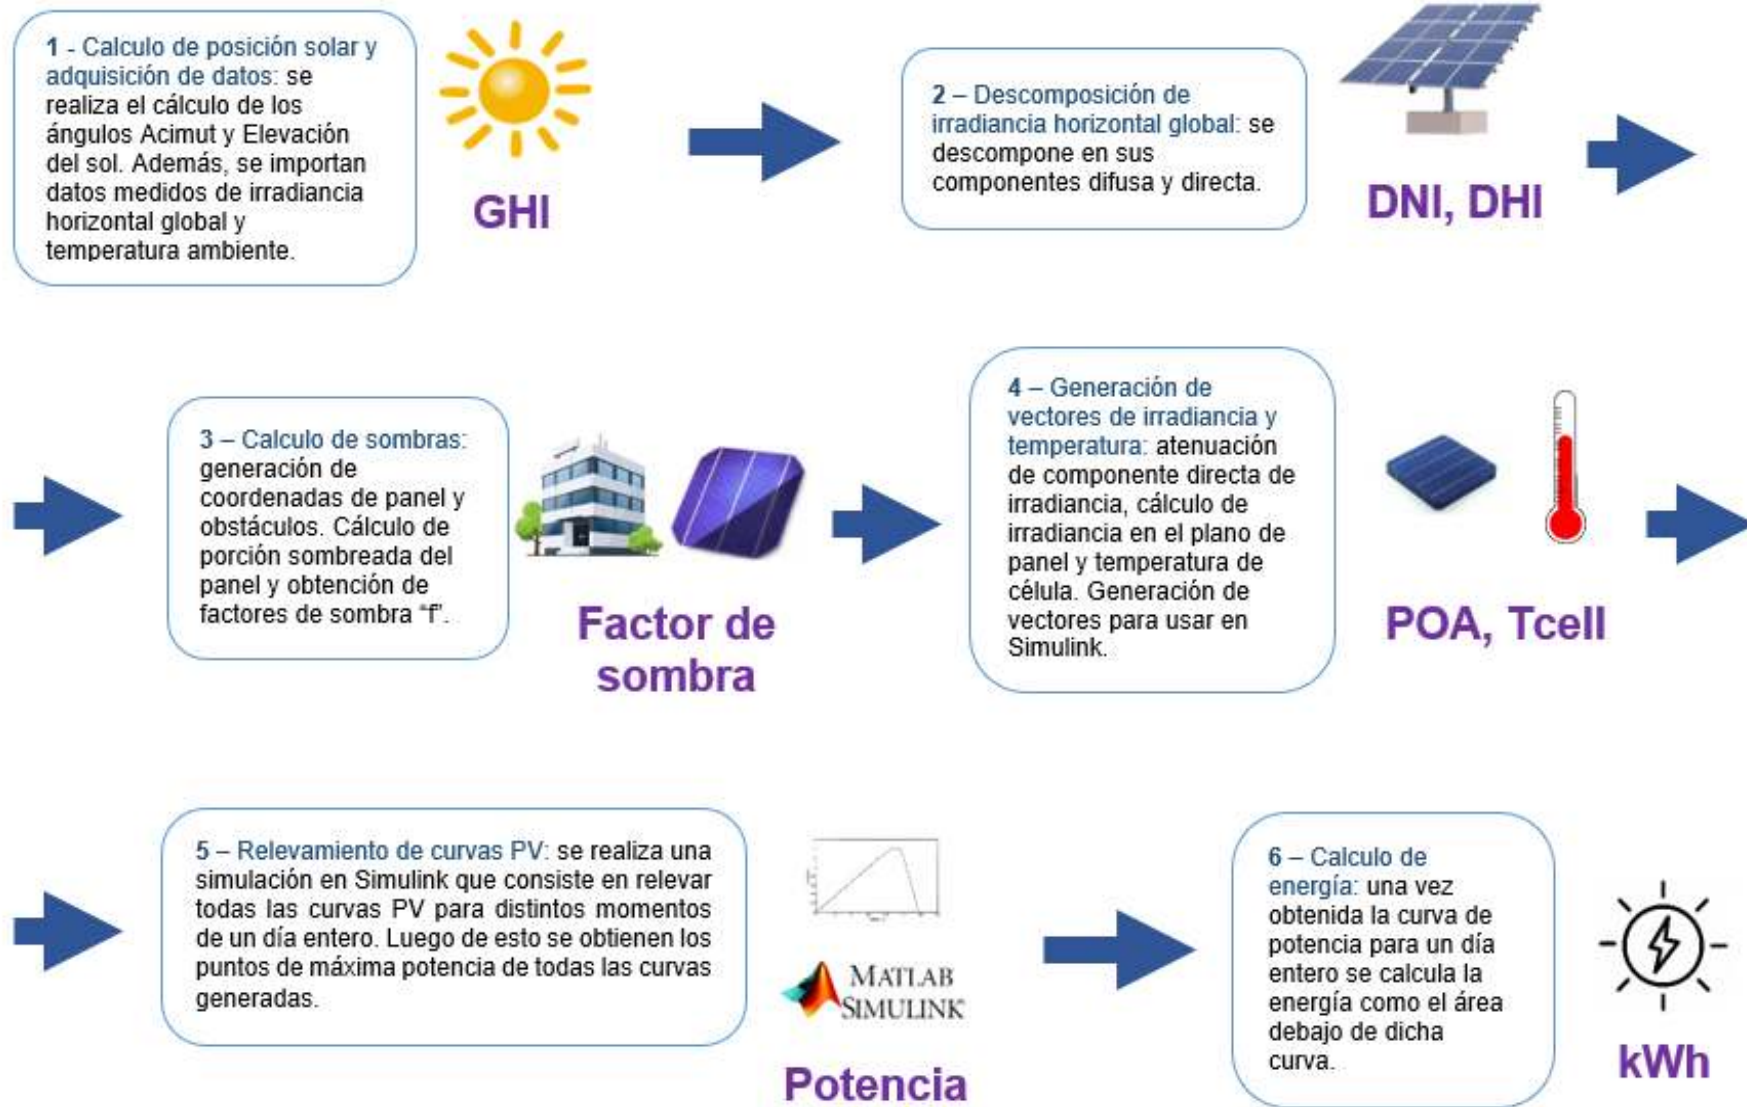 1 - Calculo de posición solar y
adquisición de datos: se
realiza el cálculo de los
ángulos Acimut y Elevación
del sol. Además, se importan
datos medidos de irradiancia
horizontal global y
temperatura ambiente.
GHI
2 – Descomposición de
irradiancia horizontal global: se
descompone en sus
componentes difusa y directa.
DNI, DHI
3 – Calculo de sombras:
generación de
coordenadas de panel y
obstáculos. Cálculo de
porción sombreada del
panel y obtención de
factores de sombra “f”.
Factor de
sombra
4 – Generación de
vectores de irradiancia y
temperatura: atenuación
de componente directa de
irradiancia, cálculo de
irradiancia en el plano de
panel y temperatura de
célula. Generación de
vectores para usar en
Simulink.
POA, Tcell
5 – Relevamiento de curvas PV: se realiza una
simulación en Simulink que consiste en relevar
todas las curvas PV para distintos momentos
de un día entero. Luego de esto se obtienen los
puntos de máxima potencia de todas las curvas
generadas.
MATLAB
SIMULINK
Potencia
6 – Calculo de
energía: una vez
obtenida la curva de
potencia para un día
entero se calcula la
energía como el área
debajo de dicha
curva.
kWh